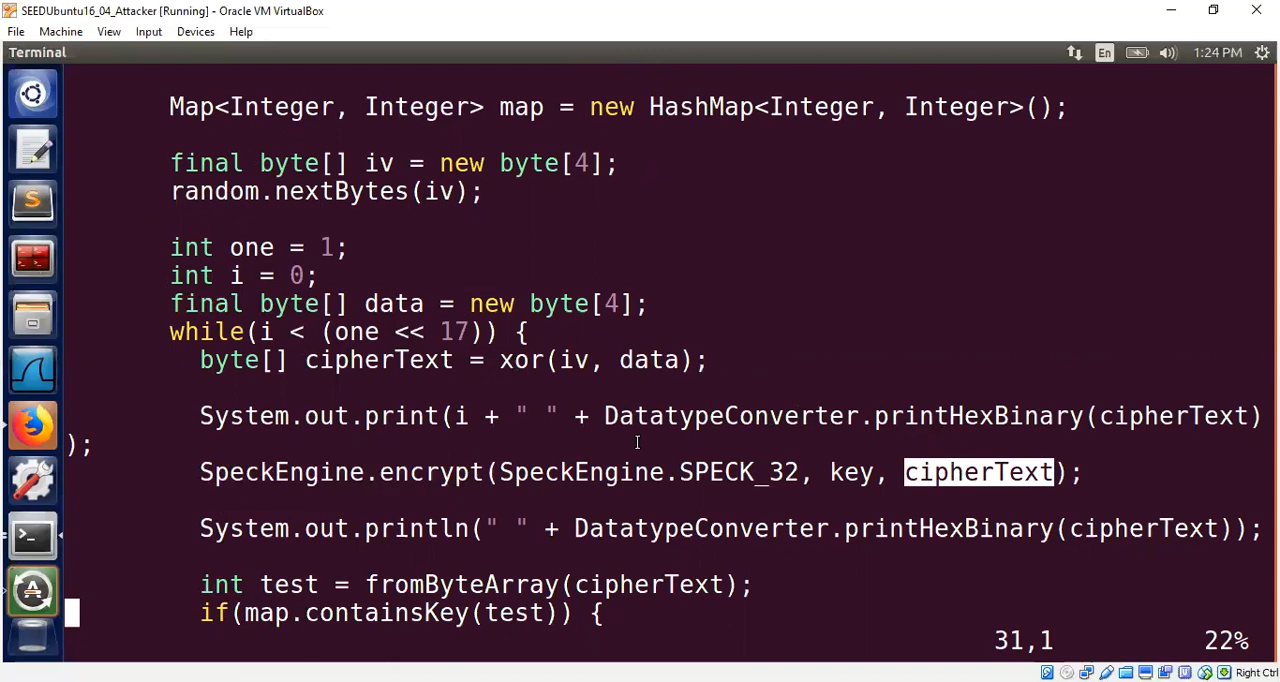 SEEDUbuntu16_04_Attacker [Running] - Oracle VM VirtualBox
File Machine View Input Devices Help
Terminal En 1:24 PM
Map<Integer, Integer> map = new HashMap<Integer, Integer>();
final byte[] iv = new byte[4];
random.nextBytes(iv);
int one = 1;
int i = 0;
final byte[] data = new byte[4];
while(i < (one << 17)) {
byte[] cipherText = xor(iv, data);
System.out.print(i + " " + DatatypeConverter.printHexBinary(cipherText)
);
SpeckEngine.encrypt(SpeckEngine.SPECK_32, key, cipherText);
System.out.println(" " + DatatypeConverter.printHexBinary(cipherText));
int test = fromByteArray(cipherText);
if(map.containsKey(test)) {
31,1 22%
Right Ctrl